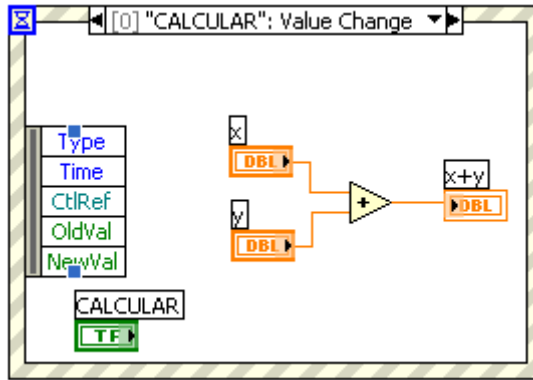 [0] "CALCULAR": Value Change
Type
Time
CtlRef
OldVal
NewVal
x
DBL
y
DBL
+
x+y
DBL
CALCULAR
TF